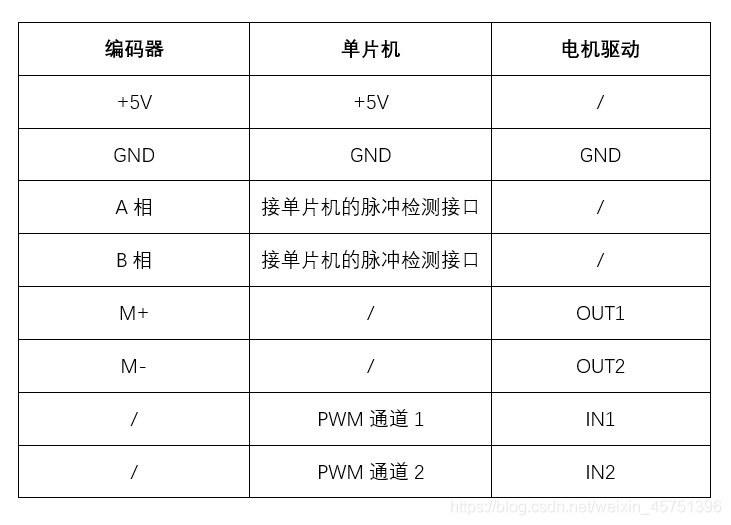 编码器 单片机 电机驱动
+5V +5V /
GND GND GND
A 相 接单片机的脉冲检测接口 /
B 相 接单片机的脉冲检测接口 /
M+ / OUT1
M- / OUT2
/ PWM 通道 1 IN1
/ PWM 通道 2 IN2
https://blog.csdn.net/weixin_45751396